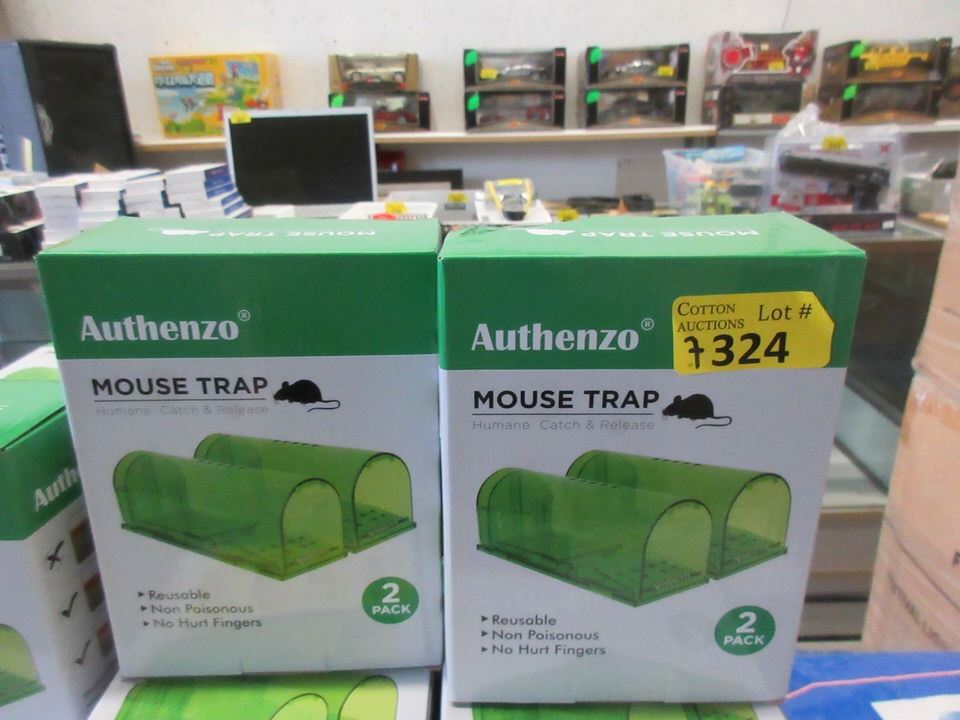 MOUSE TRAP
Authenzo®
MOUSE TRAP
Humane Catch & Release
▸Reusable
▸Non Poisonous
▸No Hurt Fingers
2
PACK
MOUSE TRAP
Authenzo®
COTTON
AUCTIONS
Lot #
7324
MOUSE TRAP
Humane Catch & Release
▸Reusable
▸Non Poisonous
▸No Hurt Fingers
2
PACK
Auth